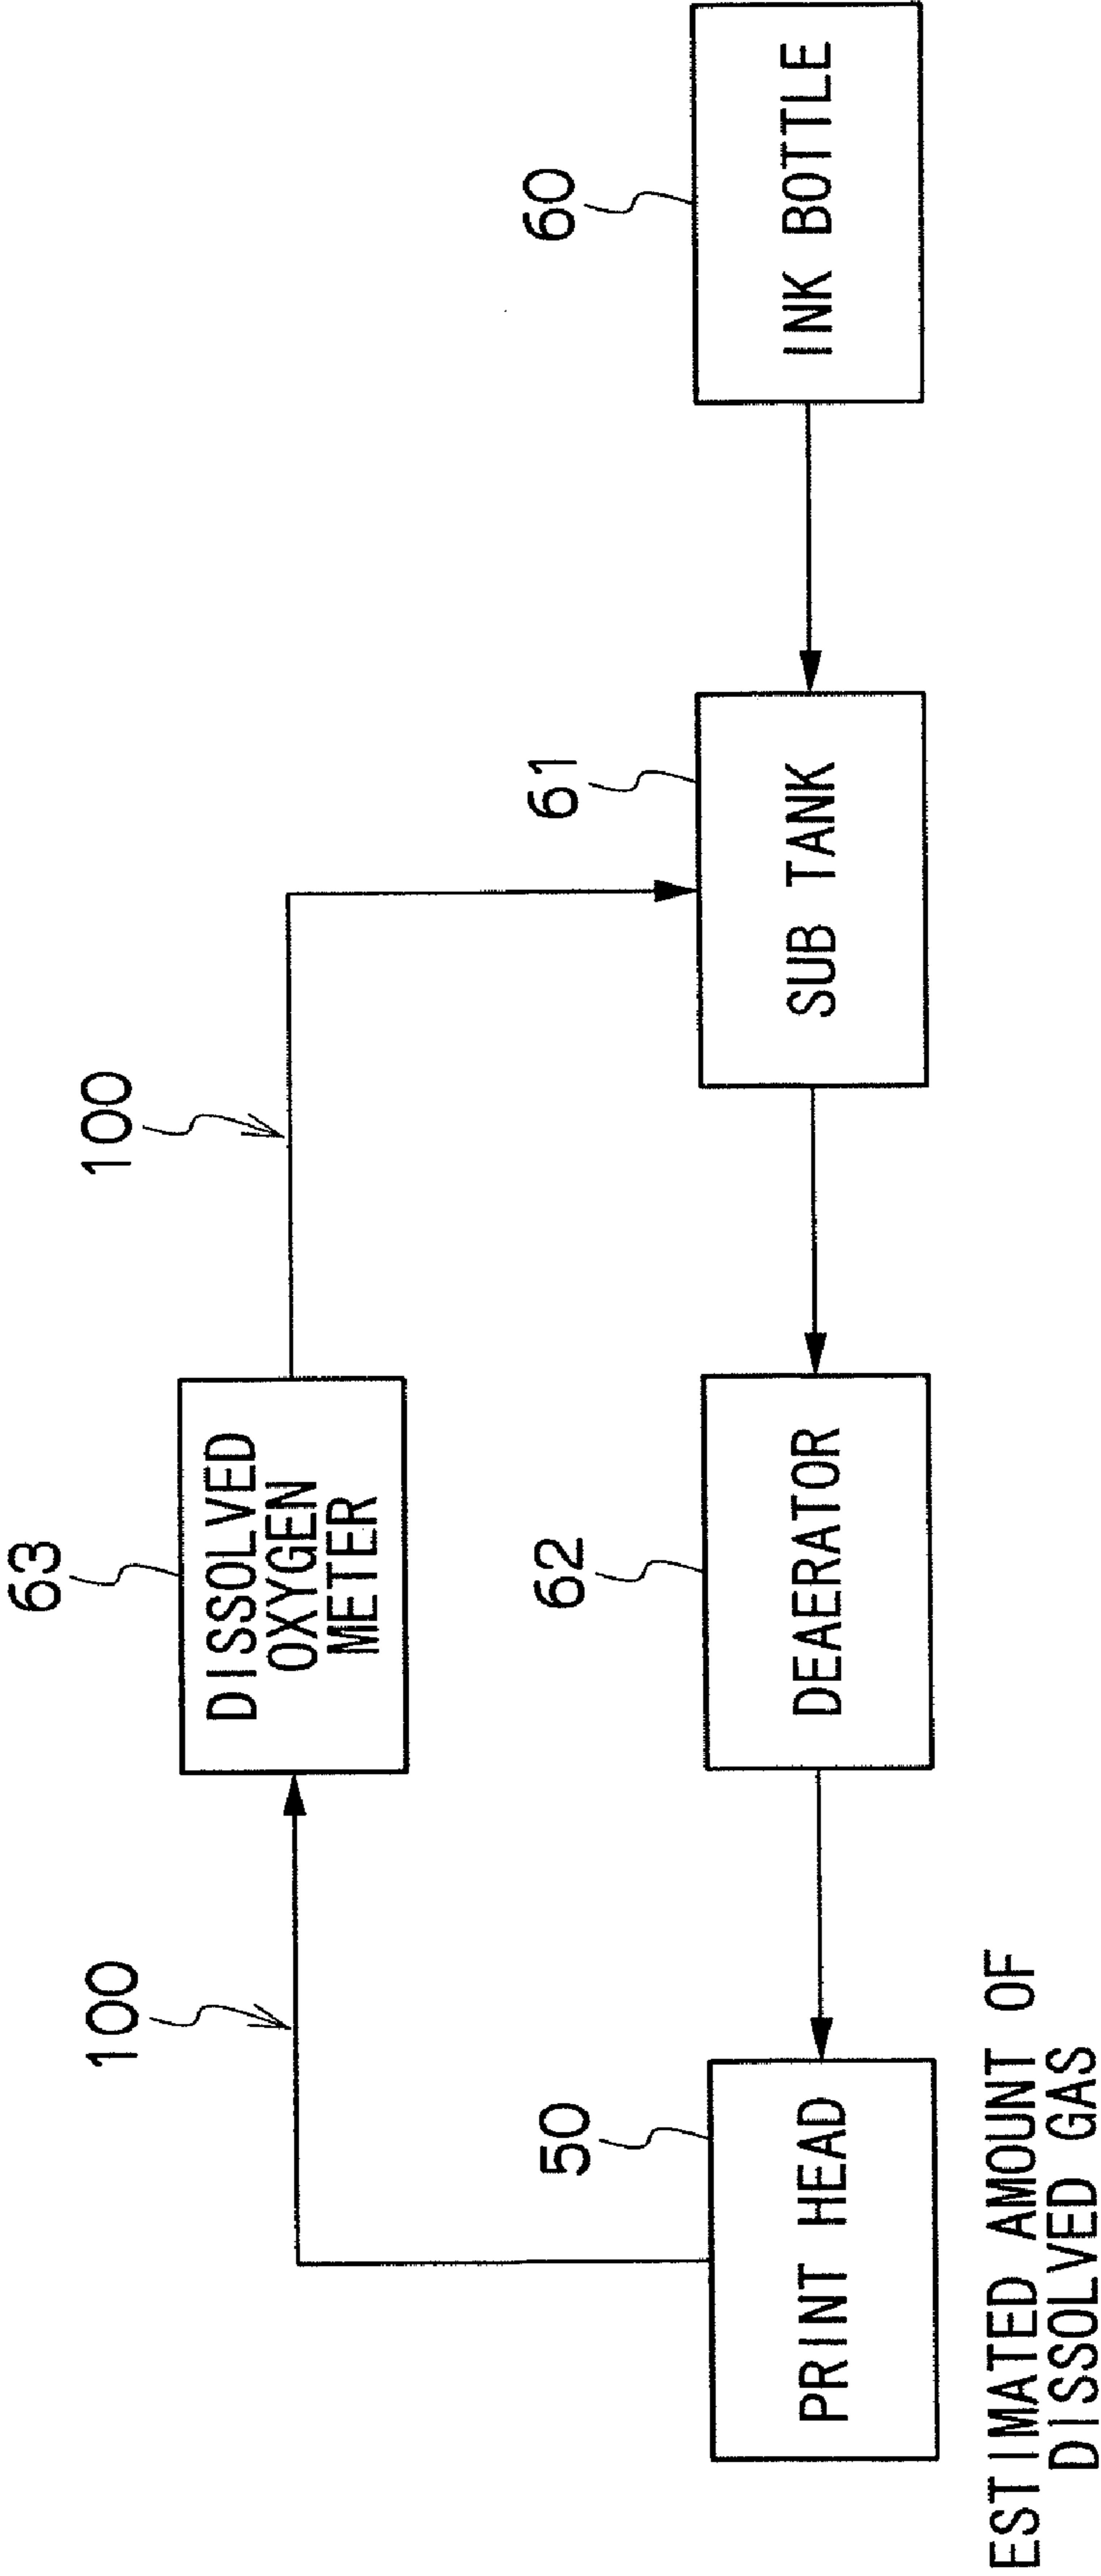 63
100
100
DISSOLVED
OXYGEN
METER
50
62
61
60
PRINT HEAD
DEAERATOR
SUB TANK
INK BOTTLE
ESTIMATED AMOUNT OF
DISSOLVED GAS